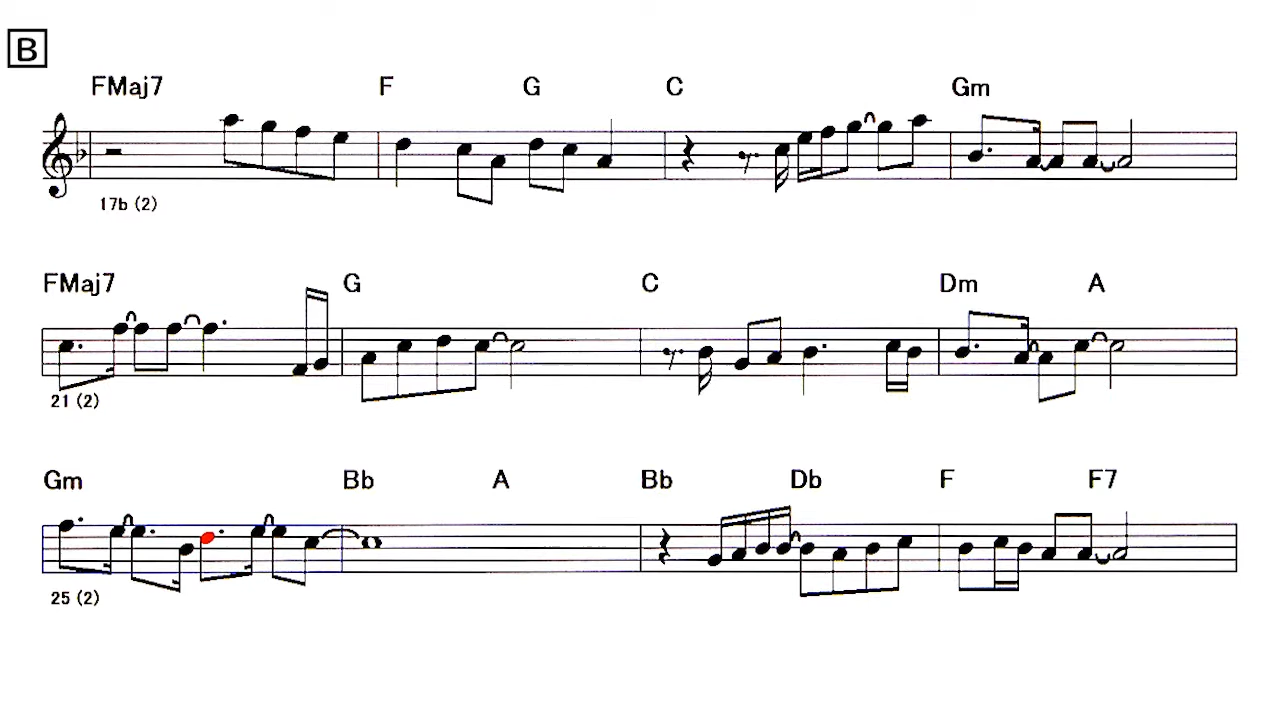 B
FMaj7 F G C Gm
17b (2)
FMaj7 G C Dm A
21 (2)
Gm Bb A Bb Db F F7
25 (2)